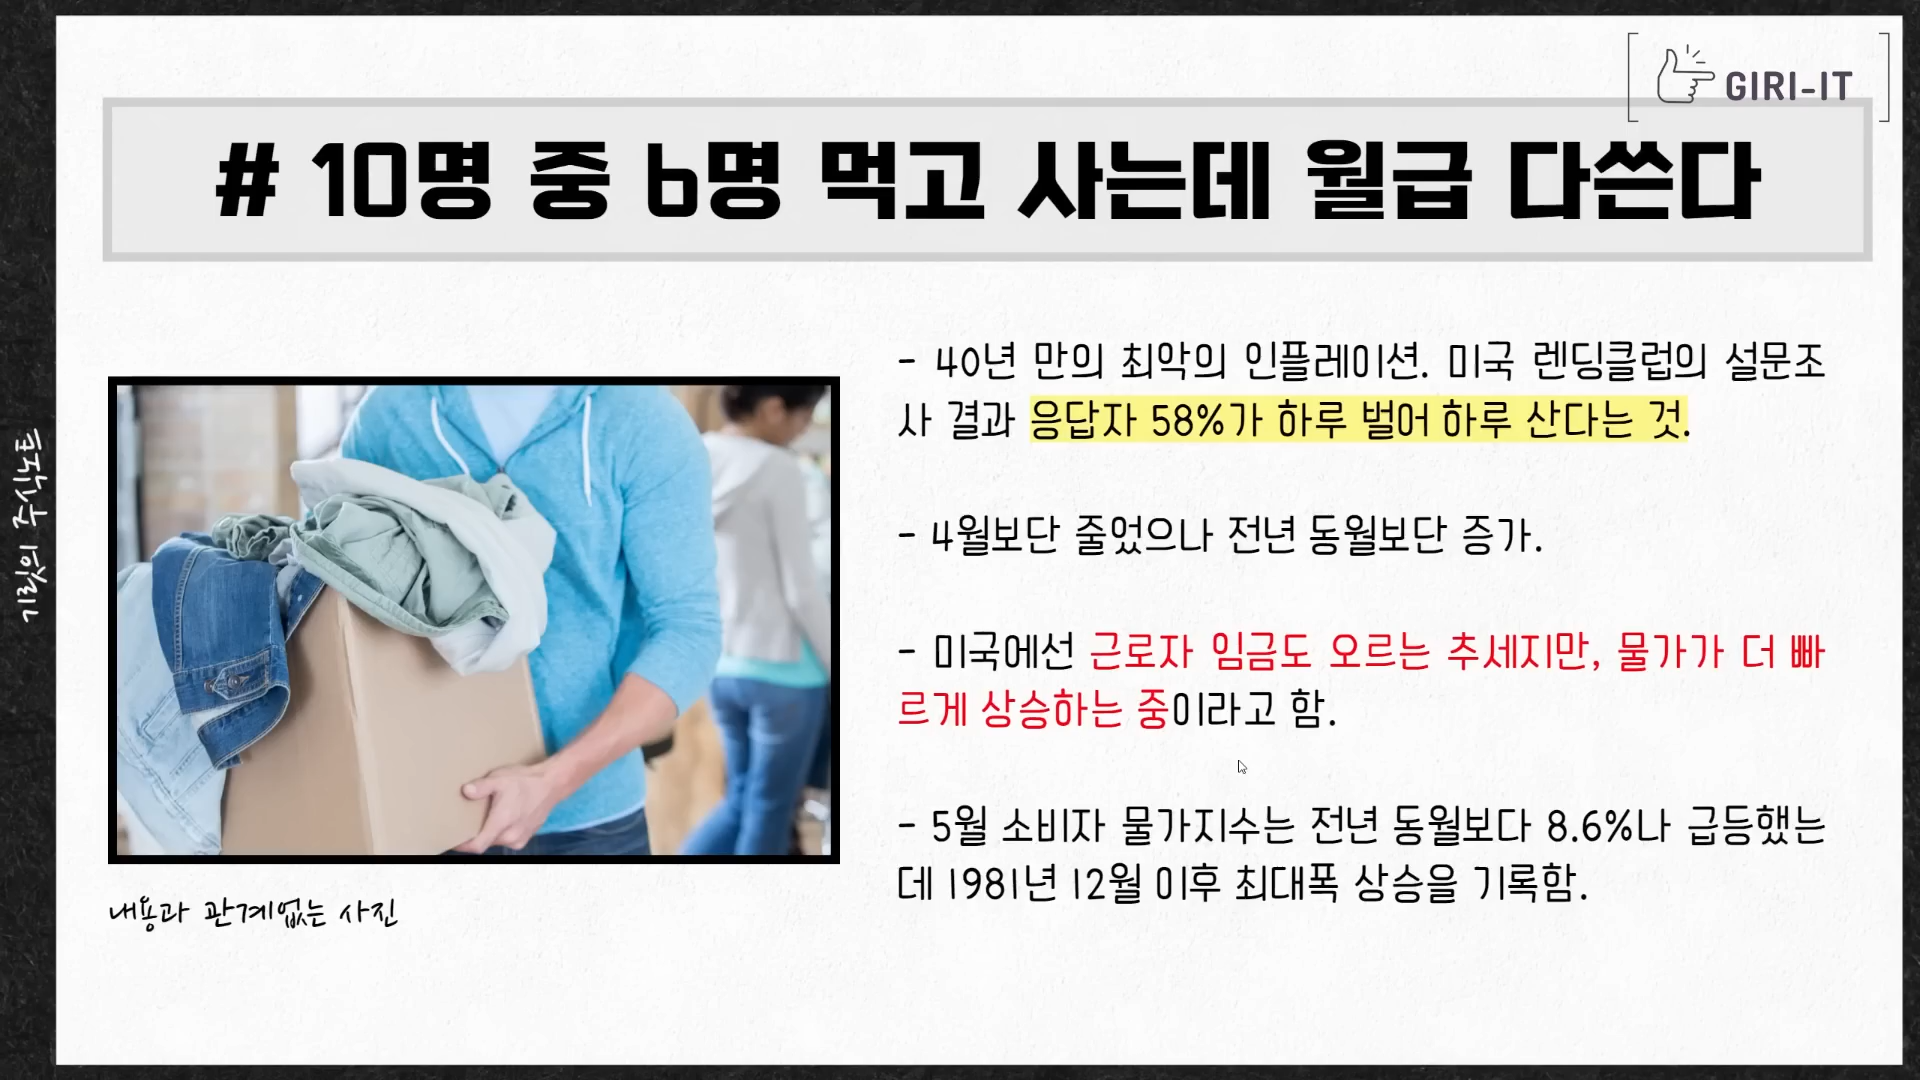 GIRI-IT
# 10명 중 6명 먹고 사는데 월급 다쓴다
- 40년 만의 최악의 인플레이션. 미국 렌딩클럽의 설문조
사 결과 응답자 58%가 하루 벌어 하루 산다는 것.
- 4월보단 줄었으나 전년 동월보단 증가.
- 미국에선 근로자 임금도 오르는 추세지만, 물가가 더 빠
르게 상승하는 중이라고 함.
- 5월 소비자 물가지수는 전년 동월보다 8.6%나 급등했는
데 1981년 12월 이후 최대폭 상승을 기록함.
내용과 관계없는 사진
기릿의 주식노트